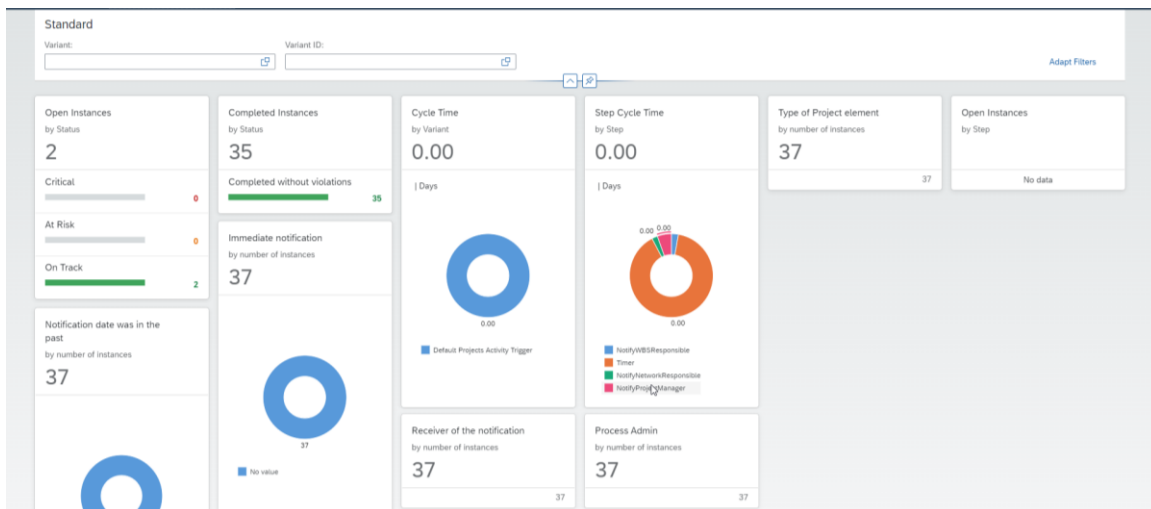 Standard
Variant:
Variant ID:
Adapt Filters
Open Instances
by Status
2
Critical
0
At Risk
0
On Track
2
Notification date was in the
past
by number of instances
37
Completed Instances
by Status
35
Completed without violations
35
Immediate notification
by number of instances
37
37
No value
Cycle Time
by Variant
0.00
| Days
0.00
Default Projects Activity Trigger
Receiver of the notification
by number of instances
37
37
Step Cycle Time
by Step
0.00
| Days
0.00 0.00
0.00
NotifyWBSResponsible
Timer
NotifyNetworkResponsible
NotifyProjectManager
Process Admin
by number of instances
37
37
Type of Project element
by number of instances
37
37
Open Instances
by Step
No data